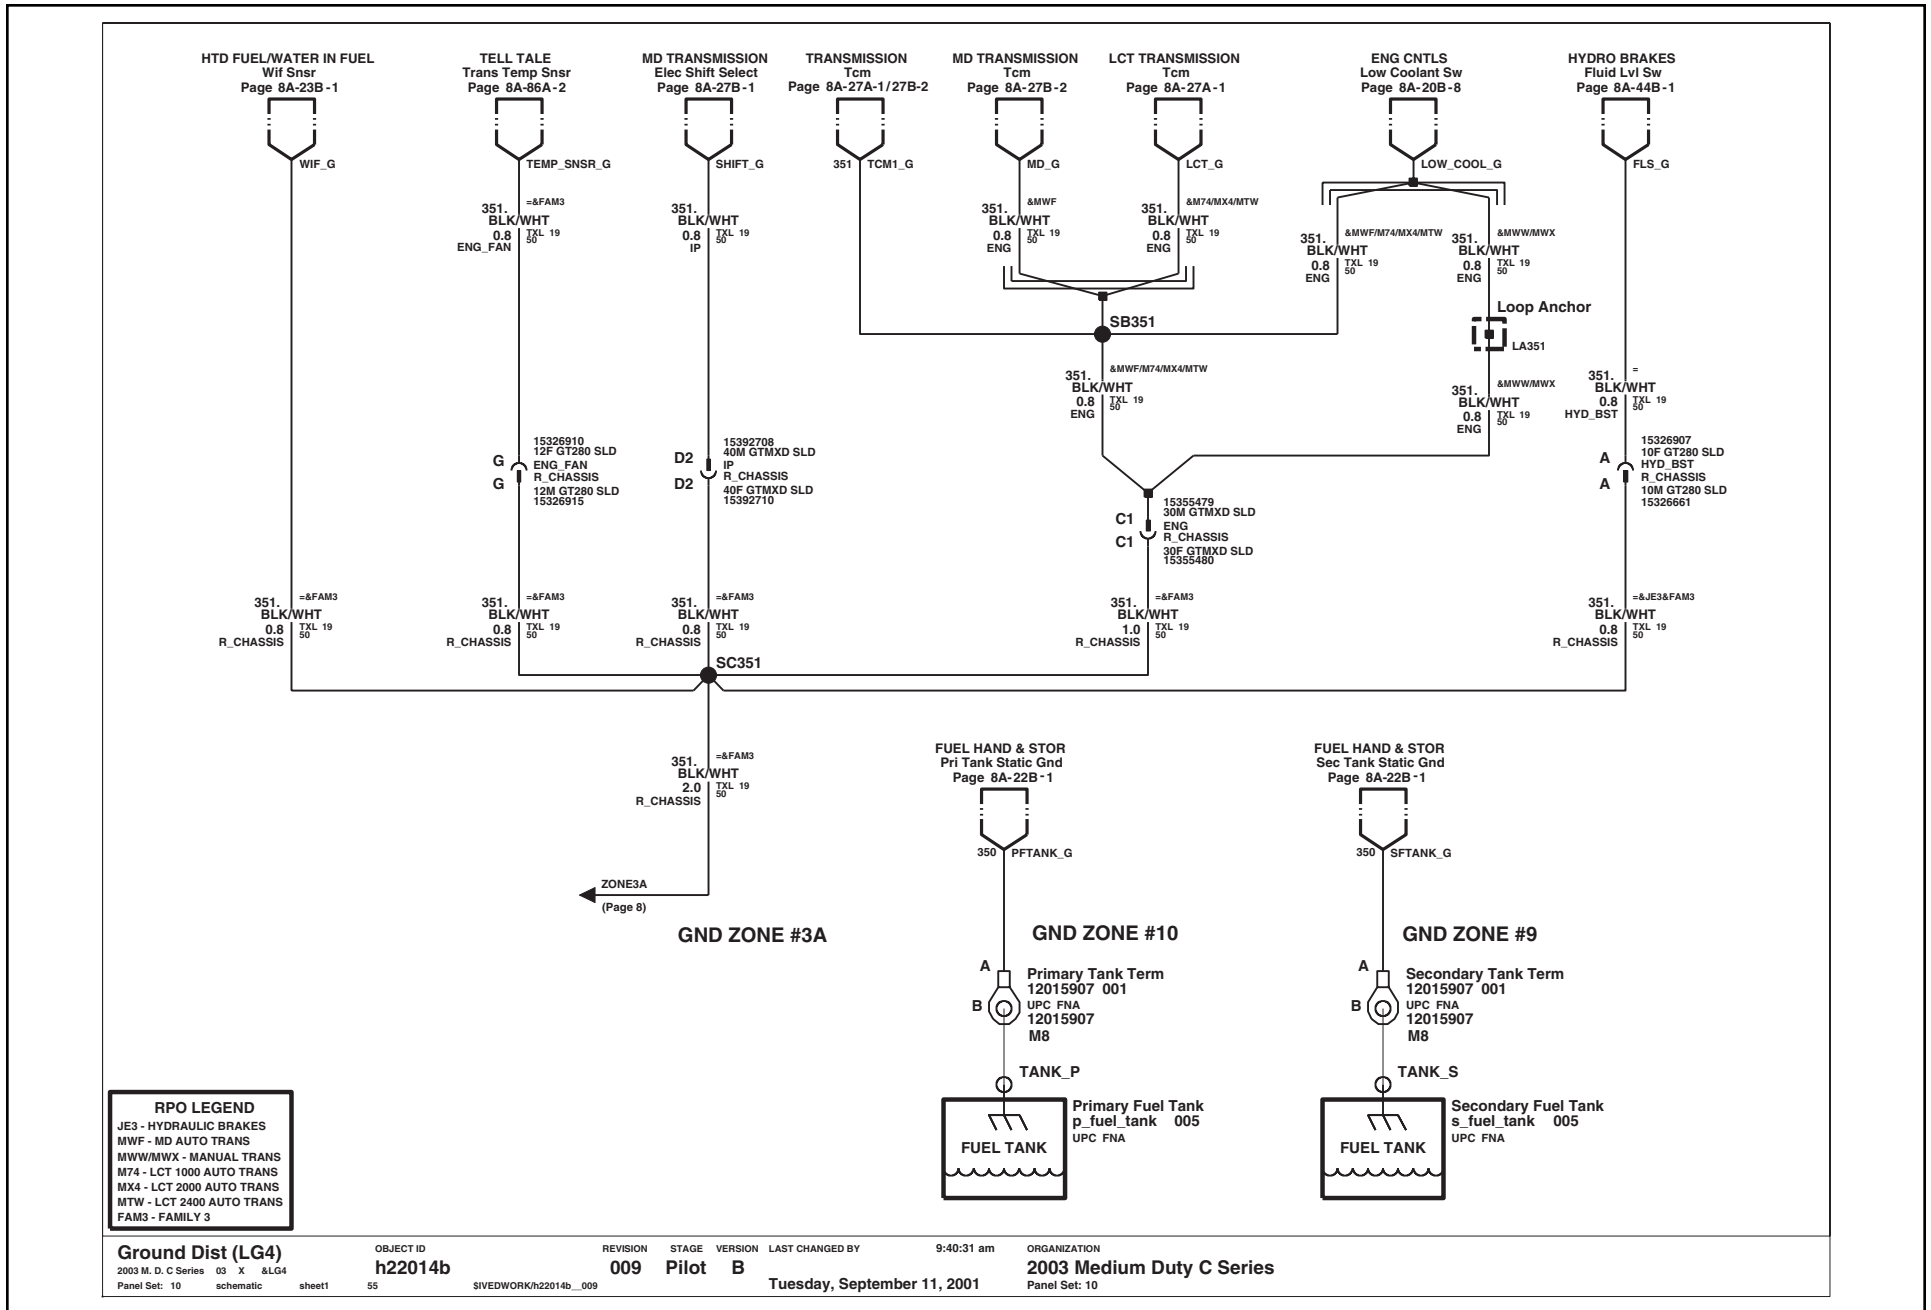 HTD FUEL/WATER IN FUEL
Wif Snsr
Page 8A-23B-1
TELL TALE
Trans Temp Snsr
Page 8A-86A-2
MD TRANSMISSION
Elec Shift Select
Page 8A-27B-1
TRANSMISSION
Tcm
Page 8A-27A-1/27B-2
MD TRANSMISSION
Tcm
Page 8A-27B-2
LCT TRANSMISSION
Tcm
Page 8A-27A-1
ENG CNTLS
Low Coolant Sw
Page 8A-20B-8
HYDRO BRAKES
Fluid Lvl Sw
Page 8A-44B-1
WIF_G
TEMP_SNSR_G
SHIFT_G
351 TCM1_G
MD_G
LCT_G
LOW_COOL_G
FLS_G
351. =&FAM3
BLK/WHT
0.8 TXL 19
50
ENG_FAN
351.
BLK/WHT
0.8 TXL 19
50
IP
351. &MWF
BLK/WHT
0.8 TXL 19
50
ENG
351. &M74/MX4/MTW
BLK/WHT
0.8 TXL 19
50
ENG
351. &MWF/M74/MX4/MTW
BLK/WHT
0.8 TXL 19
50
ENG
351. &MWW/MWX
BLK/WHT
0.8 TXL 19
50
ENG
Loop Anchor
LA351
SB351
351. &MWF/M74/MX4/MTW
BLK/WHT
0.8 TXL 19
50
ENG
351. &MWW/MWX
BLK/WHT
0.8 TXL 19
50
ENG
351. =
BLK/WHT
0.8 TXL 19
50
HYD_BST
G
G
15326910
12F GT280 SLD
ENG_FAN
R_CHASSIS
12M GT280 SLD
15326915
D2
D2
15392708
40M GTMXD SLD
IP
R_CHASSIS
40F GTMXD SLD
15392710
C1
C1
15355479
30M GTMXD SLD
ENG
R_CHASSIS
30F GTMXD SLD
15355480
A
A
15326907
10F GT280 SLD
HYD_BST
R_CHASSIS
10M GT280 SLD
15326661
351. =&FAM3
BLK/WHT
0.8 TXL 19
50
R_CHASSIS
351. =&FAM3
BLK/WHT
0.8 TXL 19
50
R_CHASSIS
351. =&FAM3
BLK/WHT
0.8 TXL 19
50
R_CHASSIS
351. =&FAM3
BLK/WHT
1.0 TXL 19
50
R_CHASSIS
351. =&JE3&FAM3
BLK/WHT
0.8 TXL 19
50
R_CHASSIS
SC351
351. =&FAM3
BLK/WHT
2.0 TXL 19
50
R_CHASSIS
ZONE3A
(Page 8)
GND ZONE #3A
FUEL HAND & STOR
Pri Tank Static Gnd
Page 8A-22B-1
350 PFTANK_G
GND ZONE #10
A
B
Primary Tank Term
12015907 001
UPC FNA
12015907
M8
TANK_P
Primary Fuel Tank
p_fuel_tank 005
UPC FNA
FUEL TANK
FUEL HAND & STOR
Sec Tank Static Gnd
Page 8A-22B-1
350 SFTANK_G
GND ZONE #9
A
B
Secondary Tank Term
12015907 001
UPC FNA
12015907
M8
TANK_S
Secondary Fuel Tank
s_fuel_tank 005
UPC FNA
FUEL TANK
RPO LEGEND
JE3 - HYDRAULIC BRAKES
MWF - MD AUTO TRANS
MWW/MWX - MANUAL TRANS
M74 - LCT 1000 AUTO TRANS
MX4 - LCT 2000 AUTO TRANS
MTW - LCT 2400 AUTO TRANS
FAM3 - FAMILY 3
Ground Dist (LG4)
2003 M. D. C Series 03 X &LG4
Panel Set: 10 schematic sheet1 55 $IVEDWORK/h22014b__009
OBJECT ID
h22014b
REVISION STAGE VERSION LAST CHANGED BY 9:40:31 am
009 Pilot B
Tuesday, September 11, 2001
ORGANIZATION
2003 Medium Duty C Series
Panel Set: 10